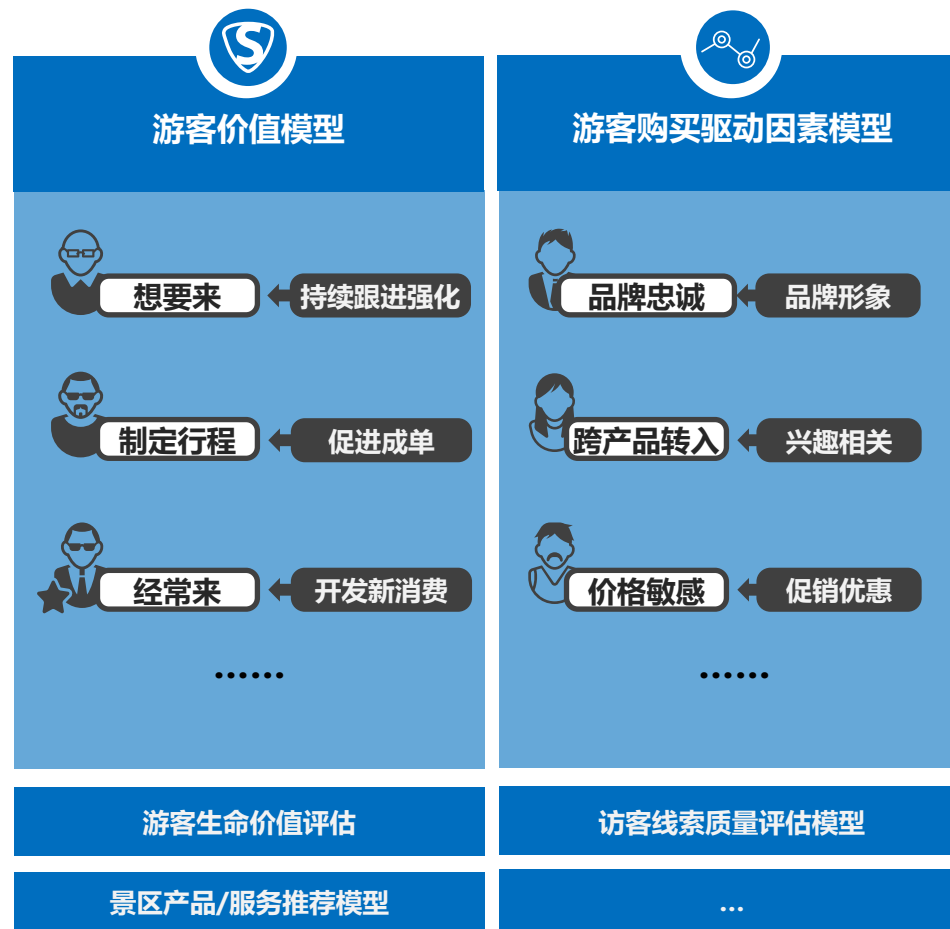 S
游客价值模型
想要来
持续跟进强化
制定行程
促进成单
经常来
开发新消费
......
游客购买驱动因素模型
品牌忠诚
品牌形象
跨产品转入
兴趣相关
价格敏感
促销优惠
......
游客生命价值评估
访客线索质量评估模型
景区产品/服务推荐模型
...